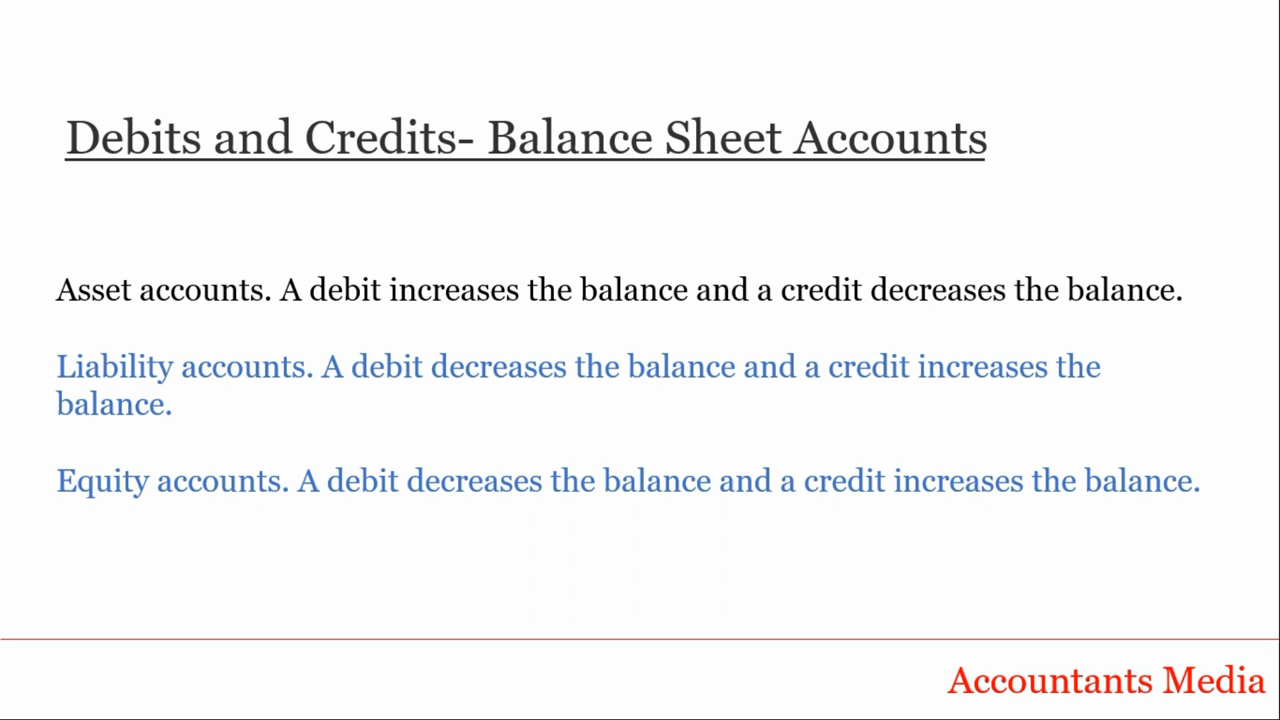 Debits and Credits- Balance Sheet Accounts
Asset accounts. A debit increases the balance and a credit decreases the balance.
Liability accounts. A debit decreases the balance and a credit increases the
balance.
Equity accounts. A debit decreases the balance and a credit increases the balance.
Accountants Media